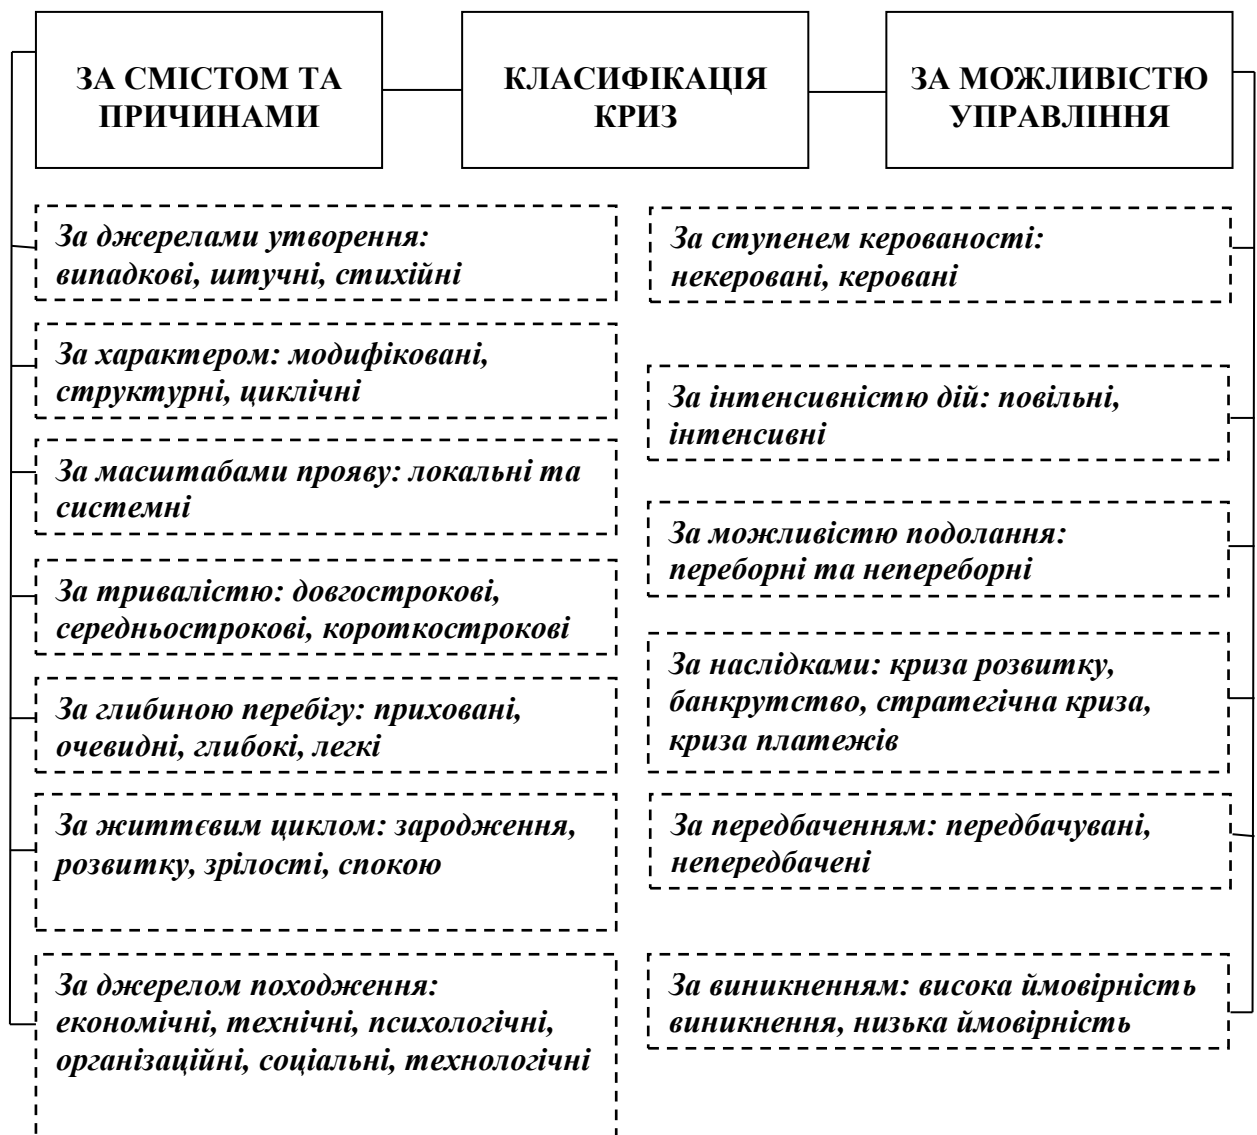 ЗА СМІСТОМ ТА
ПРИЧИНАМИ
КЛАСИФІКАЦІЯ
КРИЗ
ЗА МОЖЛИВІСТЮ
УПРАВЛІННЯ
За джерелами утворення:
випадкові, штучні, стихійні
За характером: модифіковані,
структурні, циклічні
За масштабами прояву: локальні та
системні
За тривалістю: довгострокові,
середньострокові, короткострокові
За глибиною перебігу: приховані,
очевидні, глибокі, легкі
За життєвим циклом: зародження,
розвитку, зрілості, спокою
За джерелом походження:
економічні, технічні, психологічні,
організаційні, соціальні, технологічні
За ступенем керованості:
некеровані, керовані
За інтенсивністю дій: повільні,
інтенсивні
За можливістю подолання:
переборні та непереборні
За наслідками: криза розвитку,
банкрутство, стратегічна криза,
криза платежів
За передбаченням: передбачувані,
непередбачені
За виникненням: висока ймовірність
виникнення, низька ймовірність